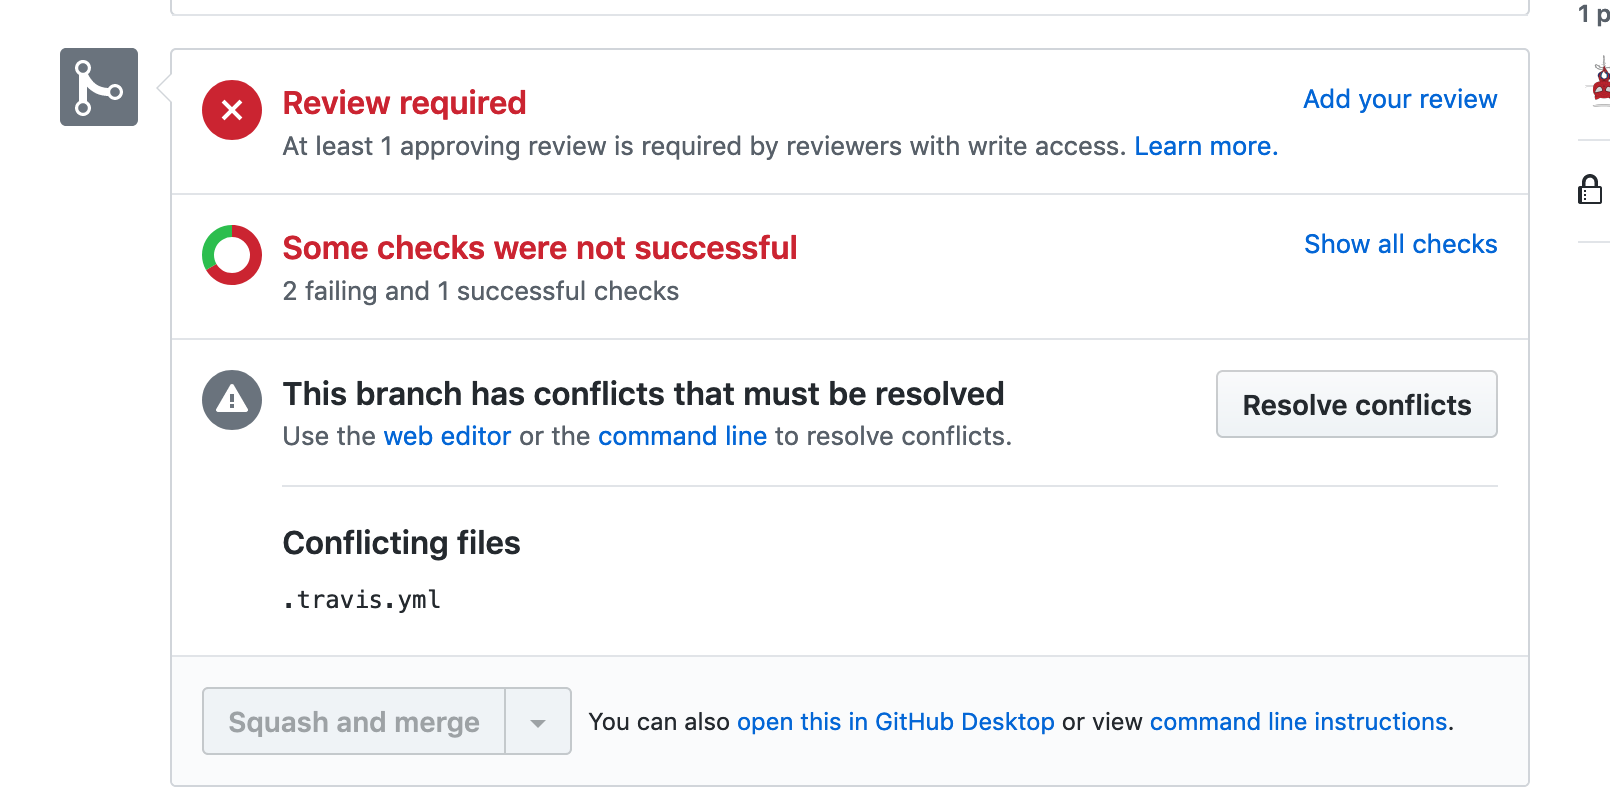 1 p
Review required
Add your review
At least 1 approving review is required by reviewers with write access. Learn more.
Some checks were not successful
Show all checks
2 failing and 1 successful checks
This branch has conflicts that must be resolved
Resolve conflicts
Use the web editor or the command line to resolve conflicts.
Conflicting files
.travis.yml
Squash and merge
You can also open this in GitHub Desktop or view command line instructions.